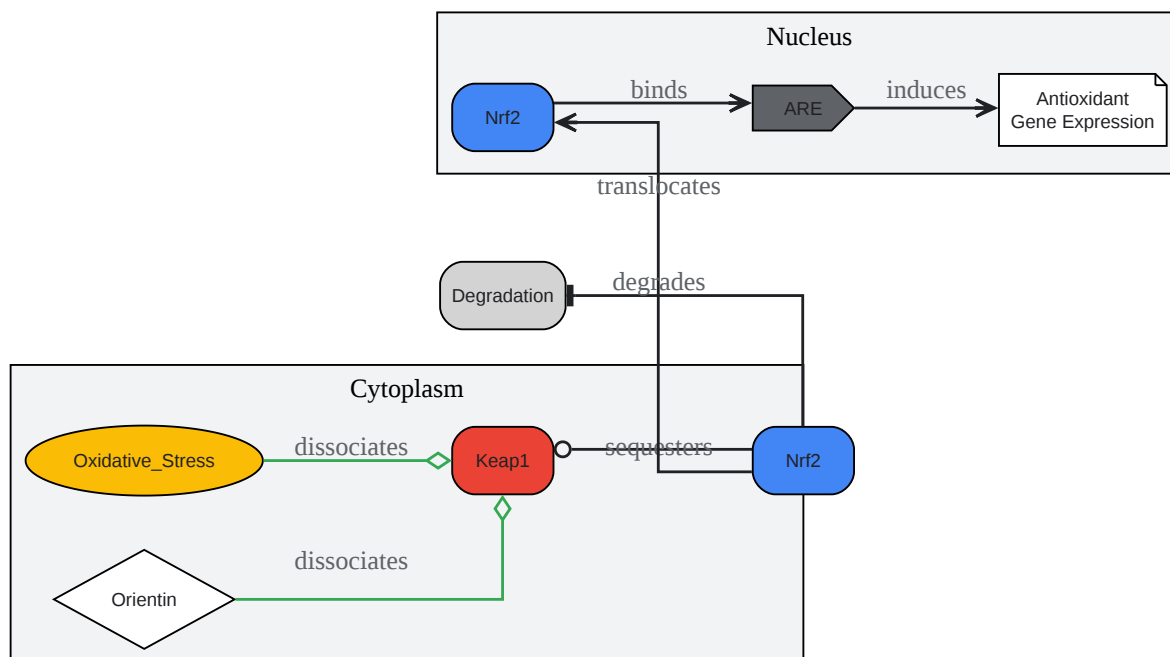 Nucleus
Nrf2
binds
ARE
induces
Antioxidant
Gene Expression
translocates
Degradation
degrades
Cytoplasm
Oxidative_Stress
dissociates
Keap1
sequesters
Nrf2
dissociates
Orientin